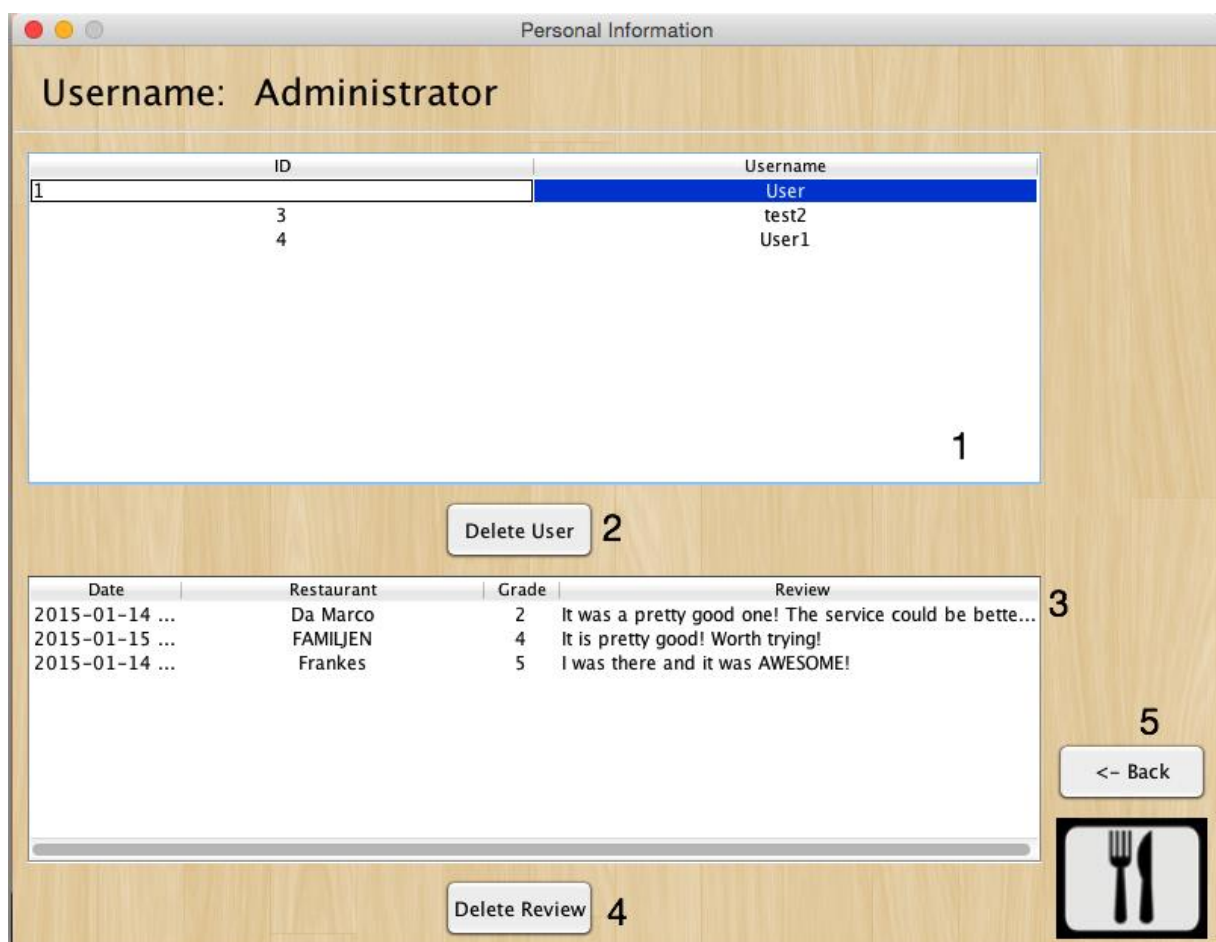 Personal Information
Username: Administrator
ID Username
1 User
3 test2
4 User1
1
Delete User 2
Date Restaurant Grade Review
2015-01-14 ... Da Marco 2 It was a pretty good one! The service could be bette... 3
2015-01-15 ... FAMILJEN 4 It is pretty good! Worth trying!
2015-01-14 ... Frankes 5 I was there and it was AWESOME!
5
<- Back
Delete Review 4